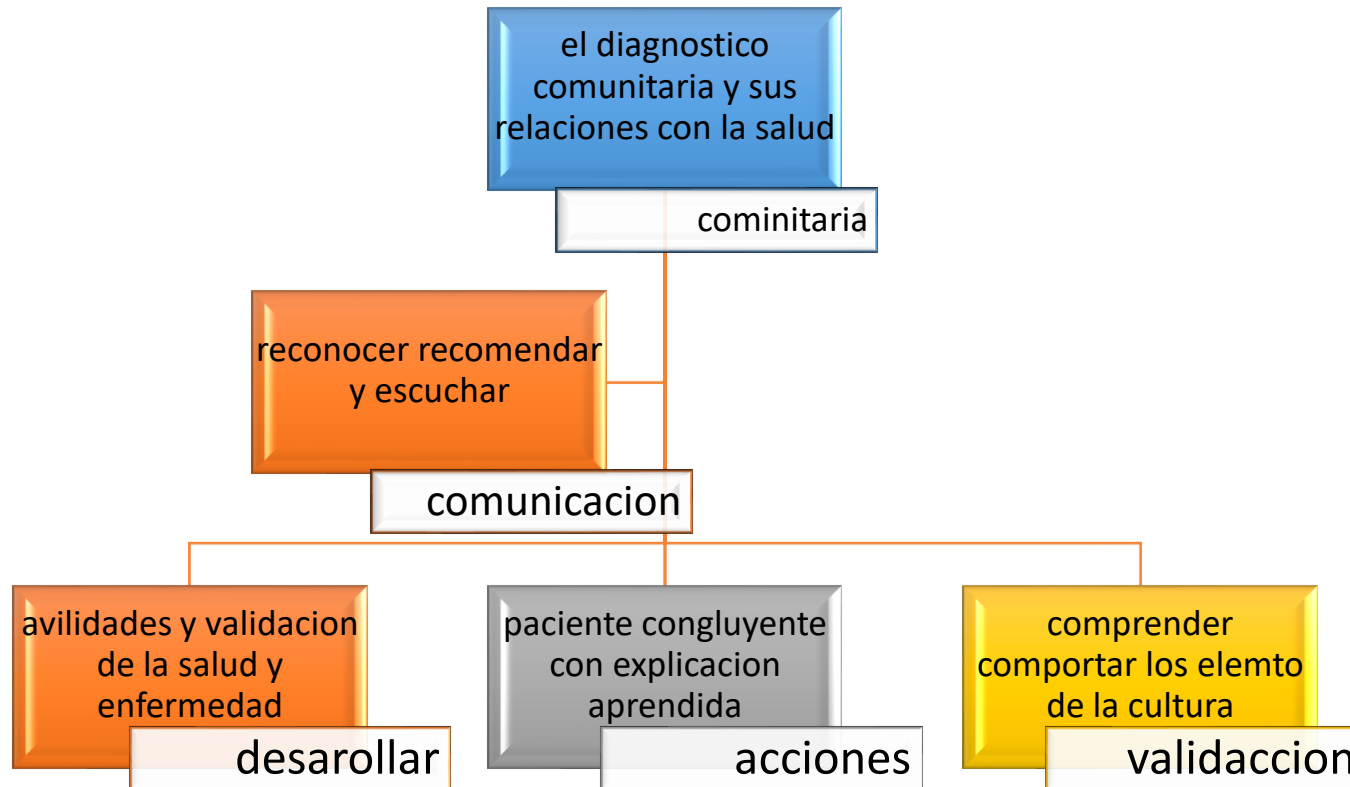 el diagnostico
comunitaria y sus
relaciones con la salud
cominitaria
reconocer recomendar
y escuchar
comunicacion
avilidades y validacion
de la salud y
enfermedad
desarollar
paciente congluyente
con explicacion
aprendida
acciones
comprender
comportar los elemto
de la cultura
validaccion